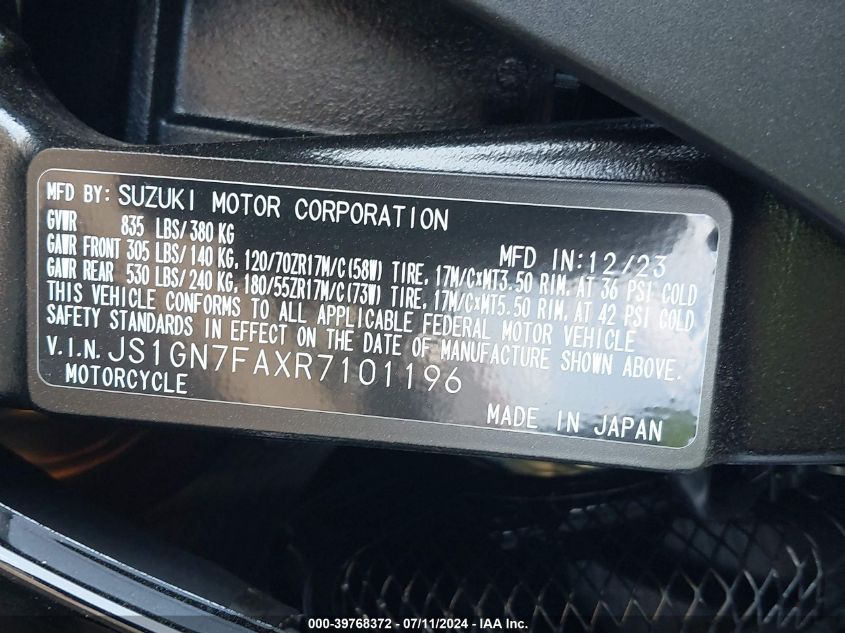 MFD BY: SUZUKI MOTOR CORPORATION
GVWR 835 LBS/380 KG MFD IN:12/23
GAWR FRONT 305 LBS/140 KG, 120/70ZR17M/C(58W) TIRE, 17M/CxMT3.50 RIM, AT 36 PSI COLD
GAWR REAR 530 LBS/240 KG, 180/55ZR17M/C(73W) TIRE, 17M/CxMT5.50 RIM, AT 42 PSI COLD
THIS VEHICLE CONFORMS TO ALL APPLICABLE FEDERAL MOTOR VEHICLE
SAFETY STANDARDS IN EFFECT ON THE DATE OF MANUFACTURE SHOWN ABOVE.
V.I.N. JS1GN7FAXR7101196
MOTORCYCLE
MADE IN JAPAN
000-39768372 - 07/11/2024 - IAA Inc.